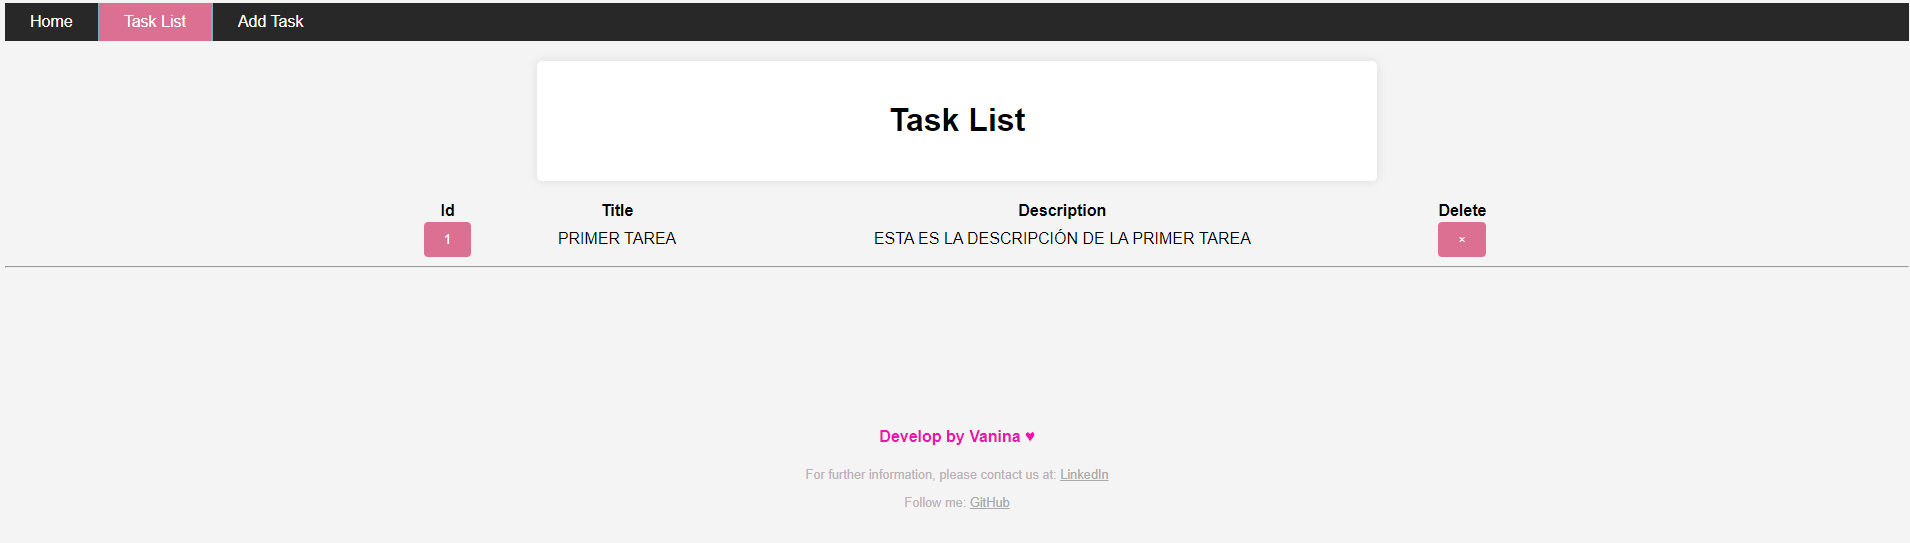 Home Task List Add Task
Task List
Id Title Description Delete
1 PRIMER TAREA ESTA ES LA DESCRIPCIÓN DE LA PRIMER TAREA ×
Develop by Vanina ♥
For further information, please contact us at: LinkedIn
Follow me: GitHub